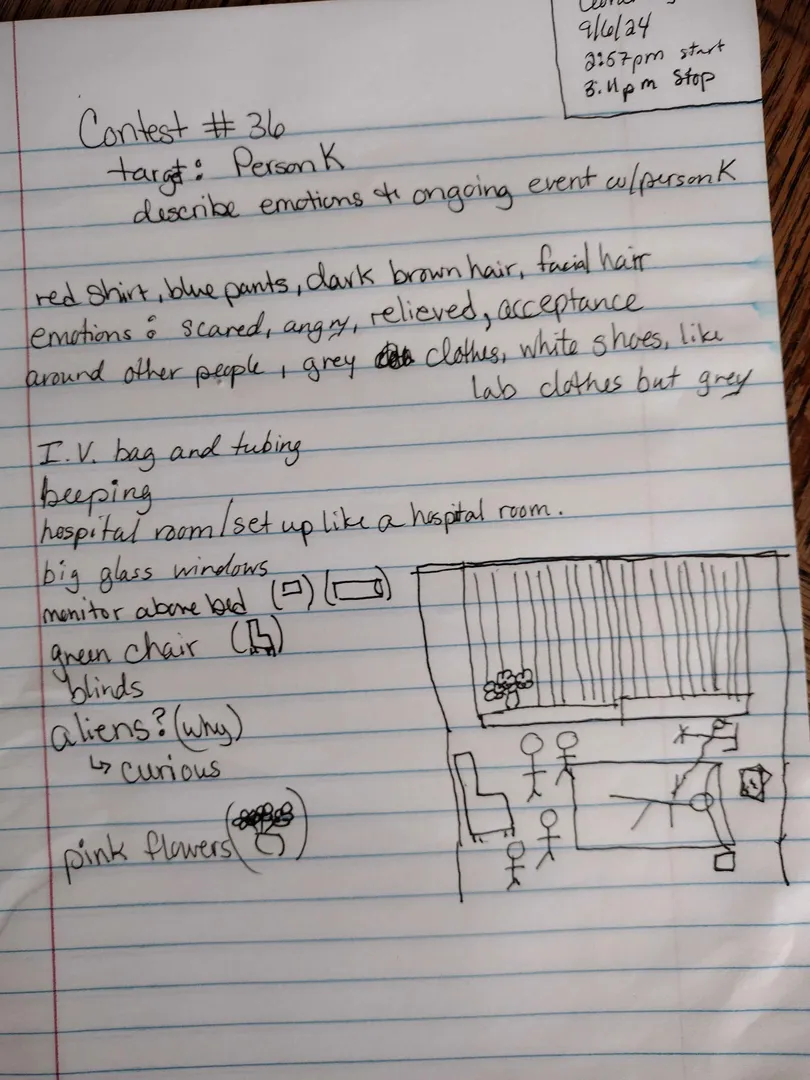 9/6/24
2:57pm start
3:11pm Stop
Contest # 36
targt: Person K
describe emotions & ongoing event w/person K
red shirt, blue pants, dark brown hair, facial hair
emotions: scared, angry, relieved, acceptance
around other people, grey clothes, white shoes, like
lab clothes but grey
I.V. bag and tubing
beeping
hospital room/set up like a hospital room.
big glass windows
monitor above bed ( ) ( )
green chair ( )
blinds
aliens? (why)
↳ curious
pink flowers ( )